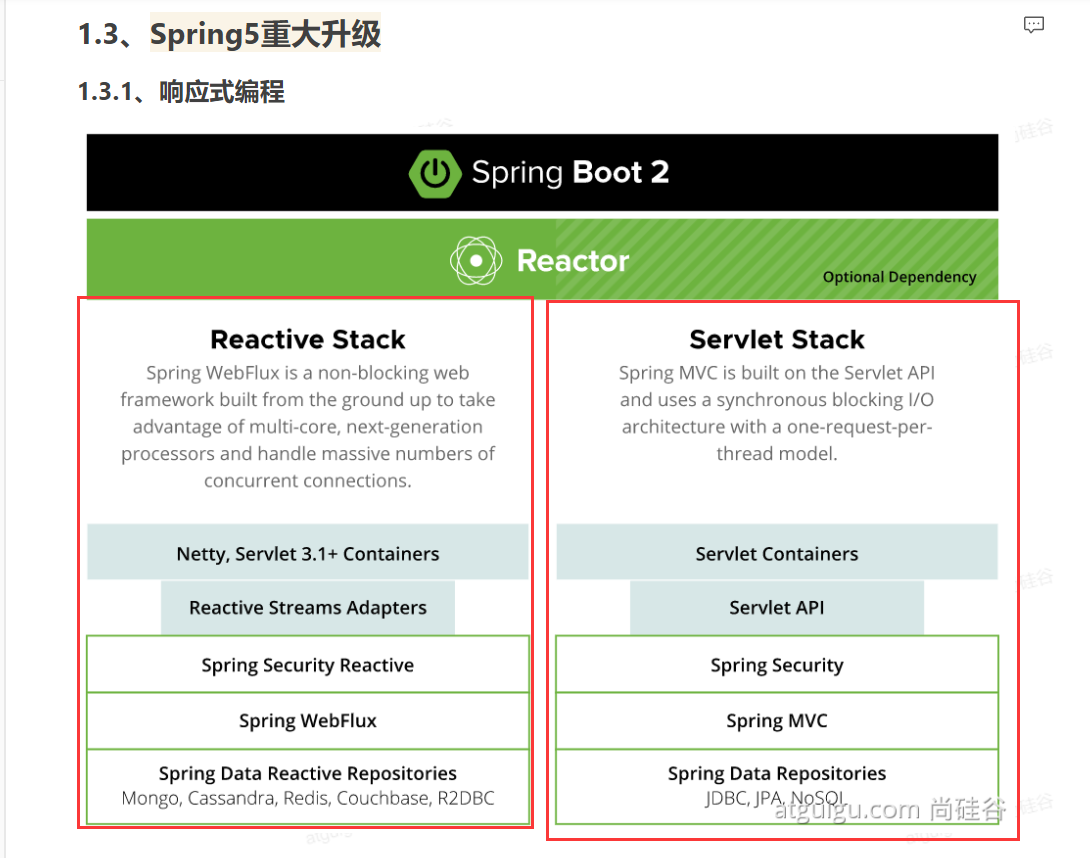 1.3、Spring5重大升级
1.3.1、响应式编程
Spring Boot 2
Reactor
Optional Dependency
Reactive Stack
Spring WebFlux is a non-blocking web
framework built from the ground up to take
advantage of multi-core, next-generation
processors and handle massive numbers of
concurrent connections.
Netty, Servlet 3.1+ Containers
Reactive Streams Adapters
Spring Security Reactive
Spring WebFlux
Spring Data Reactive Repositories
Mongo, Cassandra, Redis, Couchbase, R2DBC
Servlet Stack
Spring MVC is built on the Servlet API
and uses a synchronous blocking I/O
architecture with a one-request-per-
thread model.
Servlet Containers
Servlet API
Spring Security
Spring MVC
Spring Data Repositories
JDBC, JPA, NoSQL
atguigu.com 尚硅谷